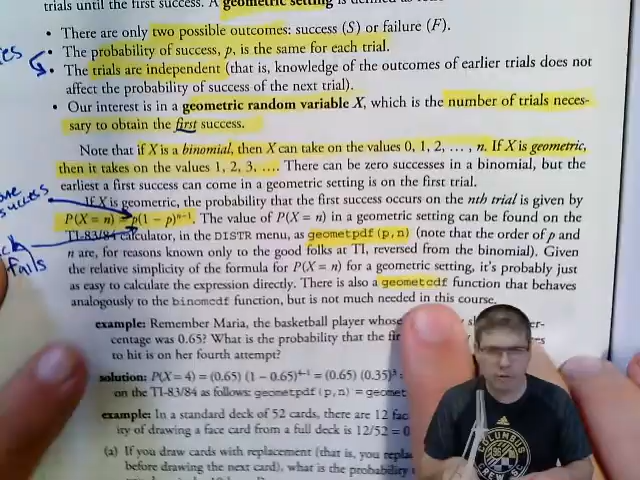 trials until the first success. A geometric setting is defined as
• There are only two possible outcomes: success (S) or failure (F).
• The probability of success, p, is the same for each trial.
• The trials are independent (that is, knowledge of the outcomes of earlier trials does not
affect the probability of success of the next trial).
• Our interest is in a geometric random variable X, which is the number of trials neces-
sary to obtain the first success.
Note that if X is a binomial, then X can take on the values 0, 1, 2, …, n. If X is geometric,
then it takes on the values 1, 2, 3, …. There can be zero successes in a binomial, but the
earliest a first success can come in a geometric setting is on the first trial.
If X is geometric, the probability that the first success occurs on the nth trial is given by
success
P(X = n) = p(1 − p)ⁿ⁻¹. The value of P(X = n) in a geometric setting can be found on the
TI-83/84 calculator, in the DISTR menu, as geometpdf(p,n) (note that the order of p and
fails
n are, for reasons known only to the good folks at TI, reversed from the binomial). Given
the relative simplicity of the formula for P(X = n) for a geometric setting, it's probably just
as easy to calculate the expression directly. There is also a geometcdf function that behaves
analogously to the binomcdf function, but is not much needed in this course.
example: Remember Maria, the basketball player whose
centage was 0.65? What is the probability that the
to hit on her fourth attempt?
solution: P(X = 4) = (0.65) (1 − 0.65)⁴⁻¹ = (0.65) (0.35)³
on the TI-83/84 as follows: geometpdf(p,n) = geomet
example: In a standard deck of 52 cards, there are 12
ity of drawing a face card from a full deck is 12/52 = 0
(a) If you draw cards with replacement (that is, you
before drawing the next card), what is the probability
COLUMBUS
96
CREW SC